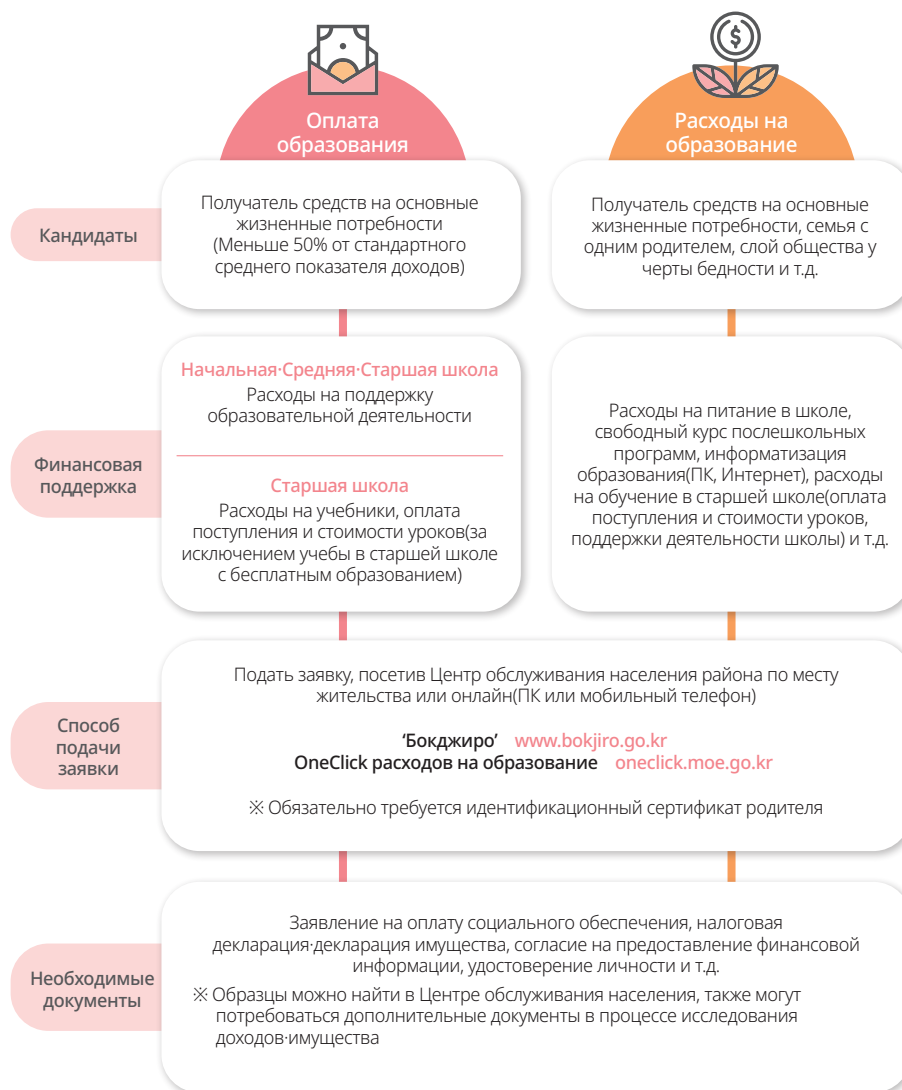 Оплата
образования
Расходы на
образование
Кандидаты
Получатель средств на основные
жизненные потребности
(Меньше 50% от стандартного
среднего показателя доходов)
Получатель средств на основные
жизненные потребности, семья с
одним родителем, слой общества у
черты бедности и т.д.
Финансовая
поддержка
Начальная·Средняя·Старшая школа
Расходы на поддержку
образовательной деятельности
Старшая школа
Расходы на учебники, оплата
поступления и стоимости уроков(за
исключением учебы в старшей школе
с бесплатным образованием)
Расходы на питание в школе,
свободный курс послешкольных
программ, информатизация
образования(ПК, Интернет), расходы
на обучение в старшей школе(оплата
поступления и стоимости уроков,
поддержки деятельности школы) и т.д.
Способ
подачи
заявки
Подать заявку, посетив Центр обслуживания населения района по месту
жительства или онлайн(ПК или мобильный телефон)
‘Бокджиро’ www.bokjiro.go.kr
OneClick расходов на образование oneclick.moe.go.kr
※ Обязательно требуется идентификационный сертификат родителя
Необходимые
документы
Заявление на оплату социального обеспечения, налоговая
декларация·декларация имущества, согласие на предоставление финансовой
информации, удостоверение личности и т.д.
※ Образцы можно найти в Центре обслуживания населения, также могут
потребоваться дополнительные документы в процессе исследования
доходов·имущества